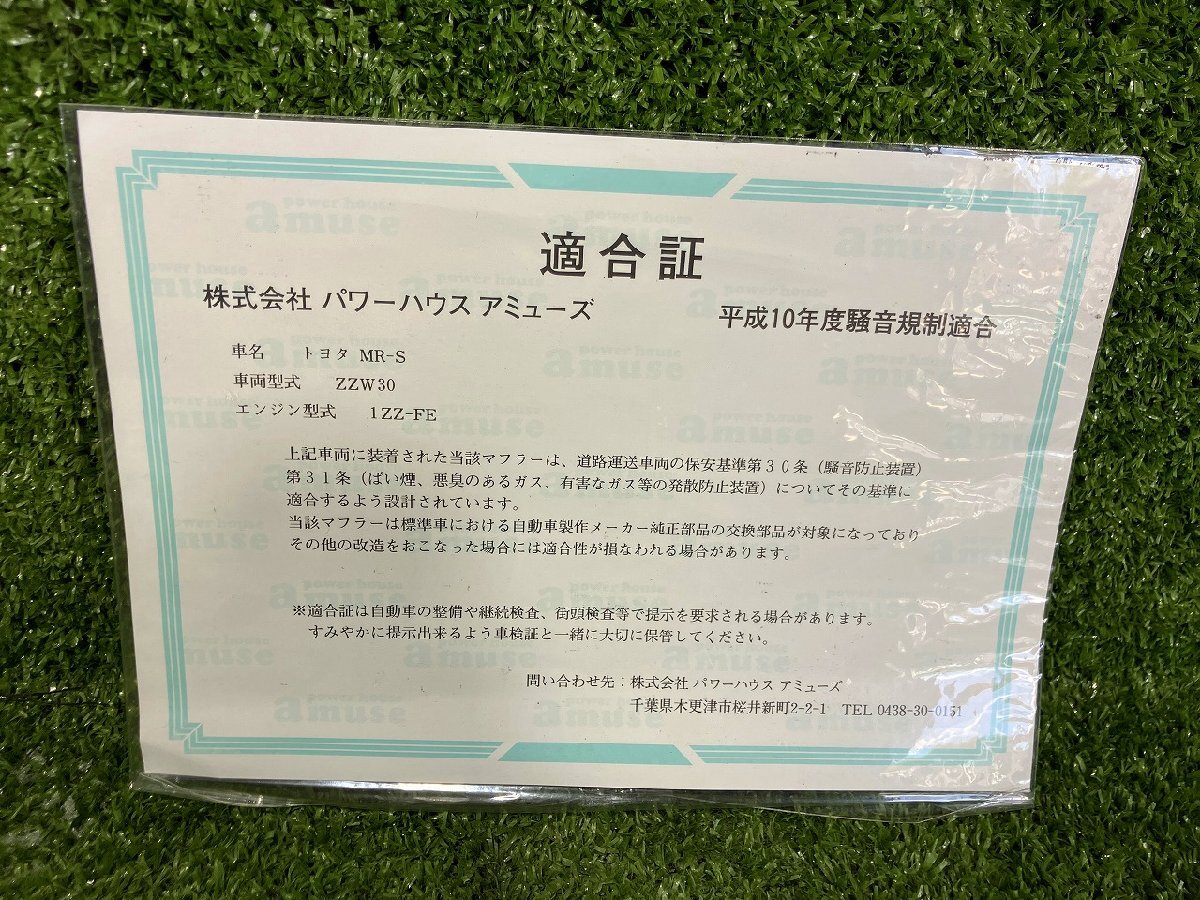 適合証
株式会社 パワーハウス アミューズ
平成10年度騒音規制適合
車名 トヨタ MR-S
車両型式 ZZW30
エンジン型式 1ZZ-FE
上記車両に装着された当該マフラーは、道路運送車両の保安基準第30条（騒音防止装置）
第31条（ばい煙、悪臭のあるガス、有害なガス等の発散防止装置）についてその基準に
適合するよう設計されています。
当該マフラーは標準車における自動車製作メーカー純正部品の交換部品が対象になっており
その他の改造をおこなった場合には適合性が損なわれる場合があります。
※適合証は自動車の整備や継続検査、街頭検査等で提示を要求される場合があります。
すみやかに提示出来るよう車検証と一緒に大切に保管してください。
問い合わせ先：株式会社 パワーハウス アミューズ
千葉県木更津市桜井新町2-2-1 TEL 0438-30-0151
power house
amuse